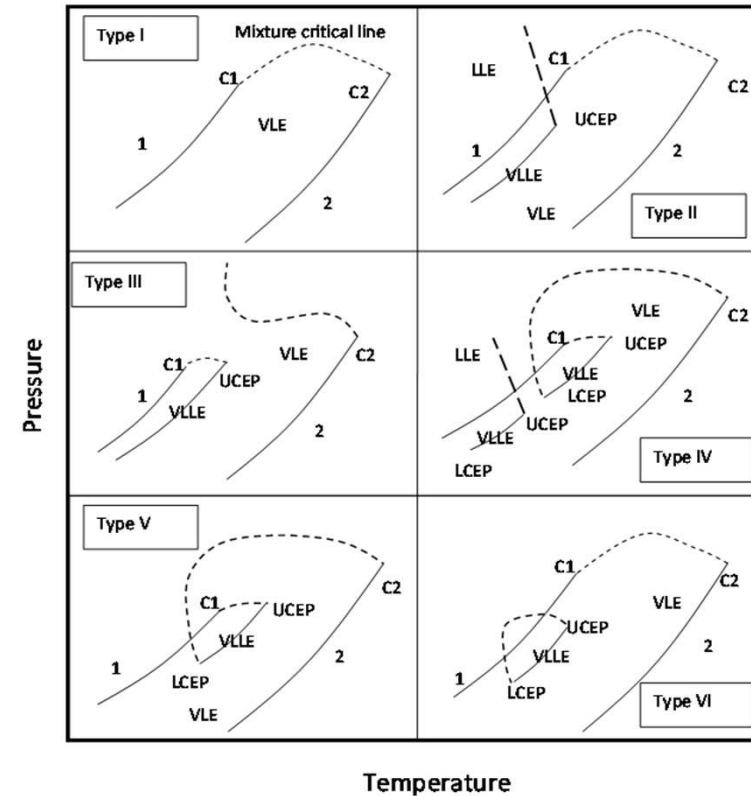 Type I
Mixture critical line
C1
C2
VLE
1
2
LLE
C1
C2
UCEP
1
2
VLLE
VLE
Type II
Type III
C1
VLE
C2
UCEP
1
VLLE
2
VLE
C2
C1
UCEP
LLE
VLLE
LCEP
2
UCEP
VLLE
LCEP
Type IV
Type V
C1
UCEP
C2
VLLE
1
2
LCEP
VLE
C1
C2
VLE
UCEP
2
VLLE
1
LCEP
Type VI
Pressure
Temperature